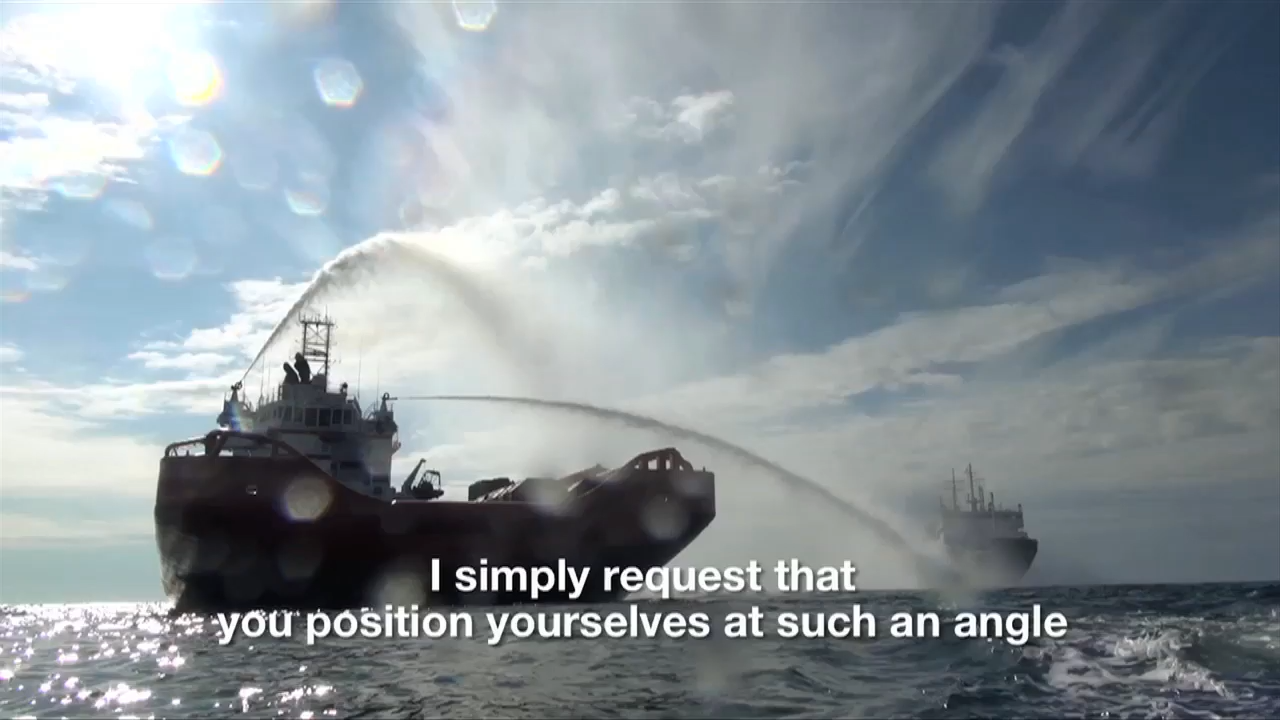 I simply request that
you position yourselves at such an angle